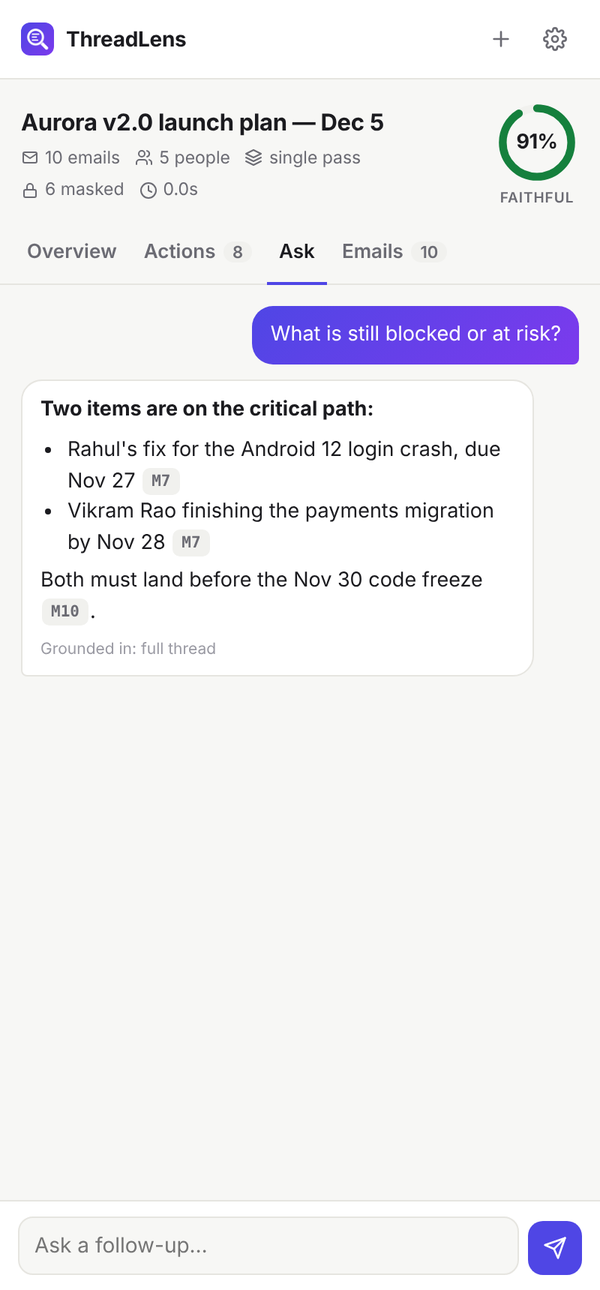 ThreadLens
Aurora v2.0 launch plan — Dec 5
10 emails 5 people single pass
6 masked 0.0s
91%
FAITHFUL
Overview Actions 8 Ask Emails 10
What is still blocked or at risk?
Two items are on the critical path:
• Rahul's fix for the Android 12 login crash, due
Nov 27 M7
• Vikram Rao finishing the payments migration
by Nov 28 M7
Both must land before the Nov 30 code freeze
M10 .
Grounded in: full thread
Ask a follow-up...